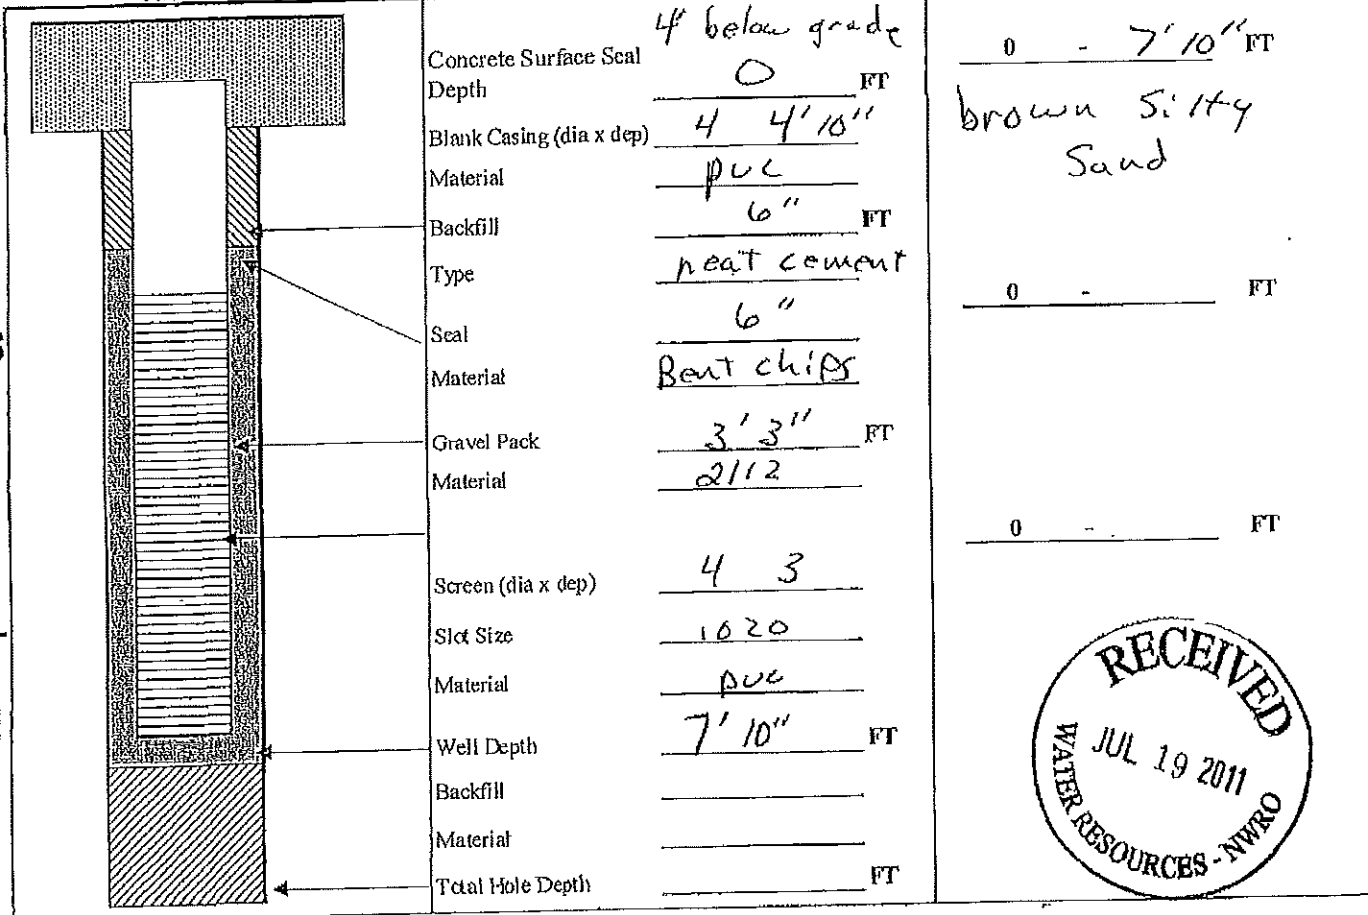 4' below grade
Concrete Surface Seal
Depth 0 FT
Blank Casing (dia x dep) 4 4' 10"
Material pvc
Backfill 6" FT
Type neat cement
Seal 6"
Material Bent chips
Gravel Pack 3' 3" FT
Material 2/12
Screen (dia x dep) 4 3
Slot Size 1020
Material pvc
Well Depth 7' 10" FT
Backfill
Material
Total Hole Depth FT
0 - 7' 10" FT
brown Silty
Sand
0 - FT
0 - FT
RECEIVED
JUL 19 2011
WATER RESOURCES - NWRO